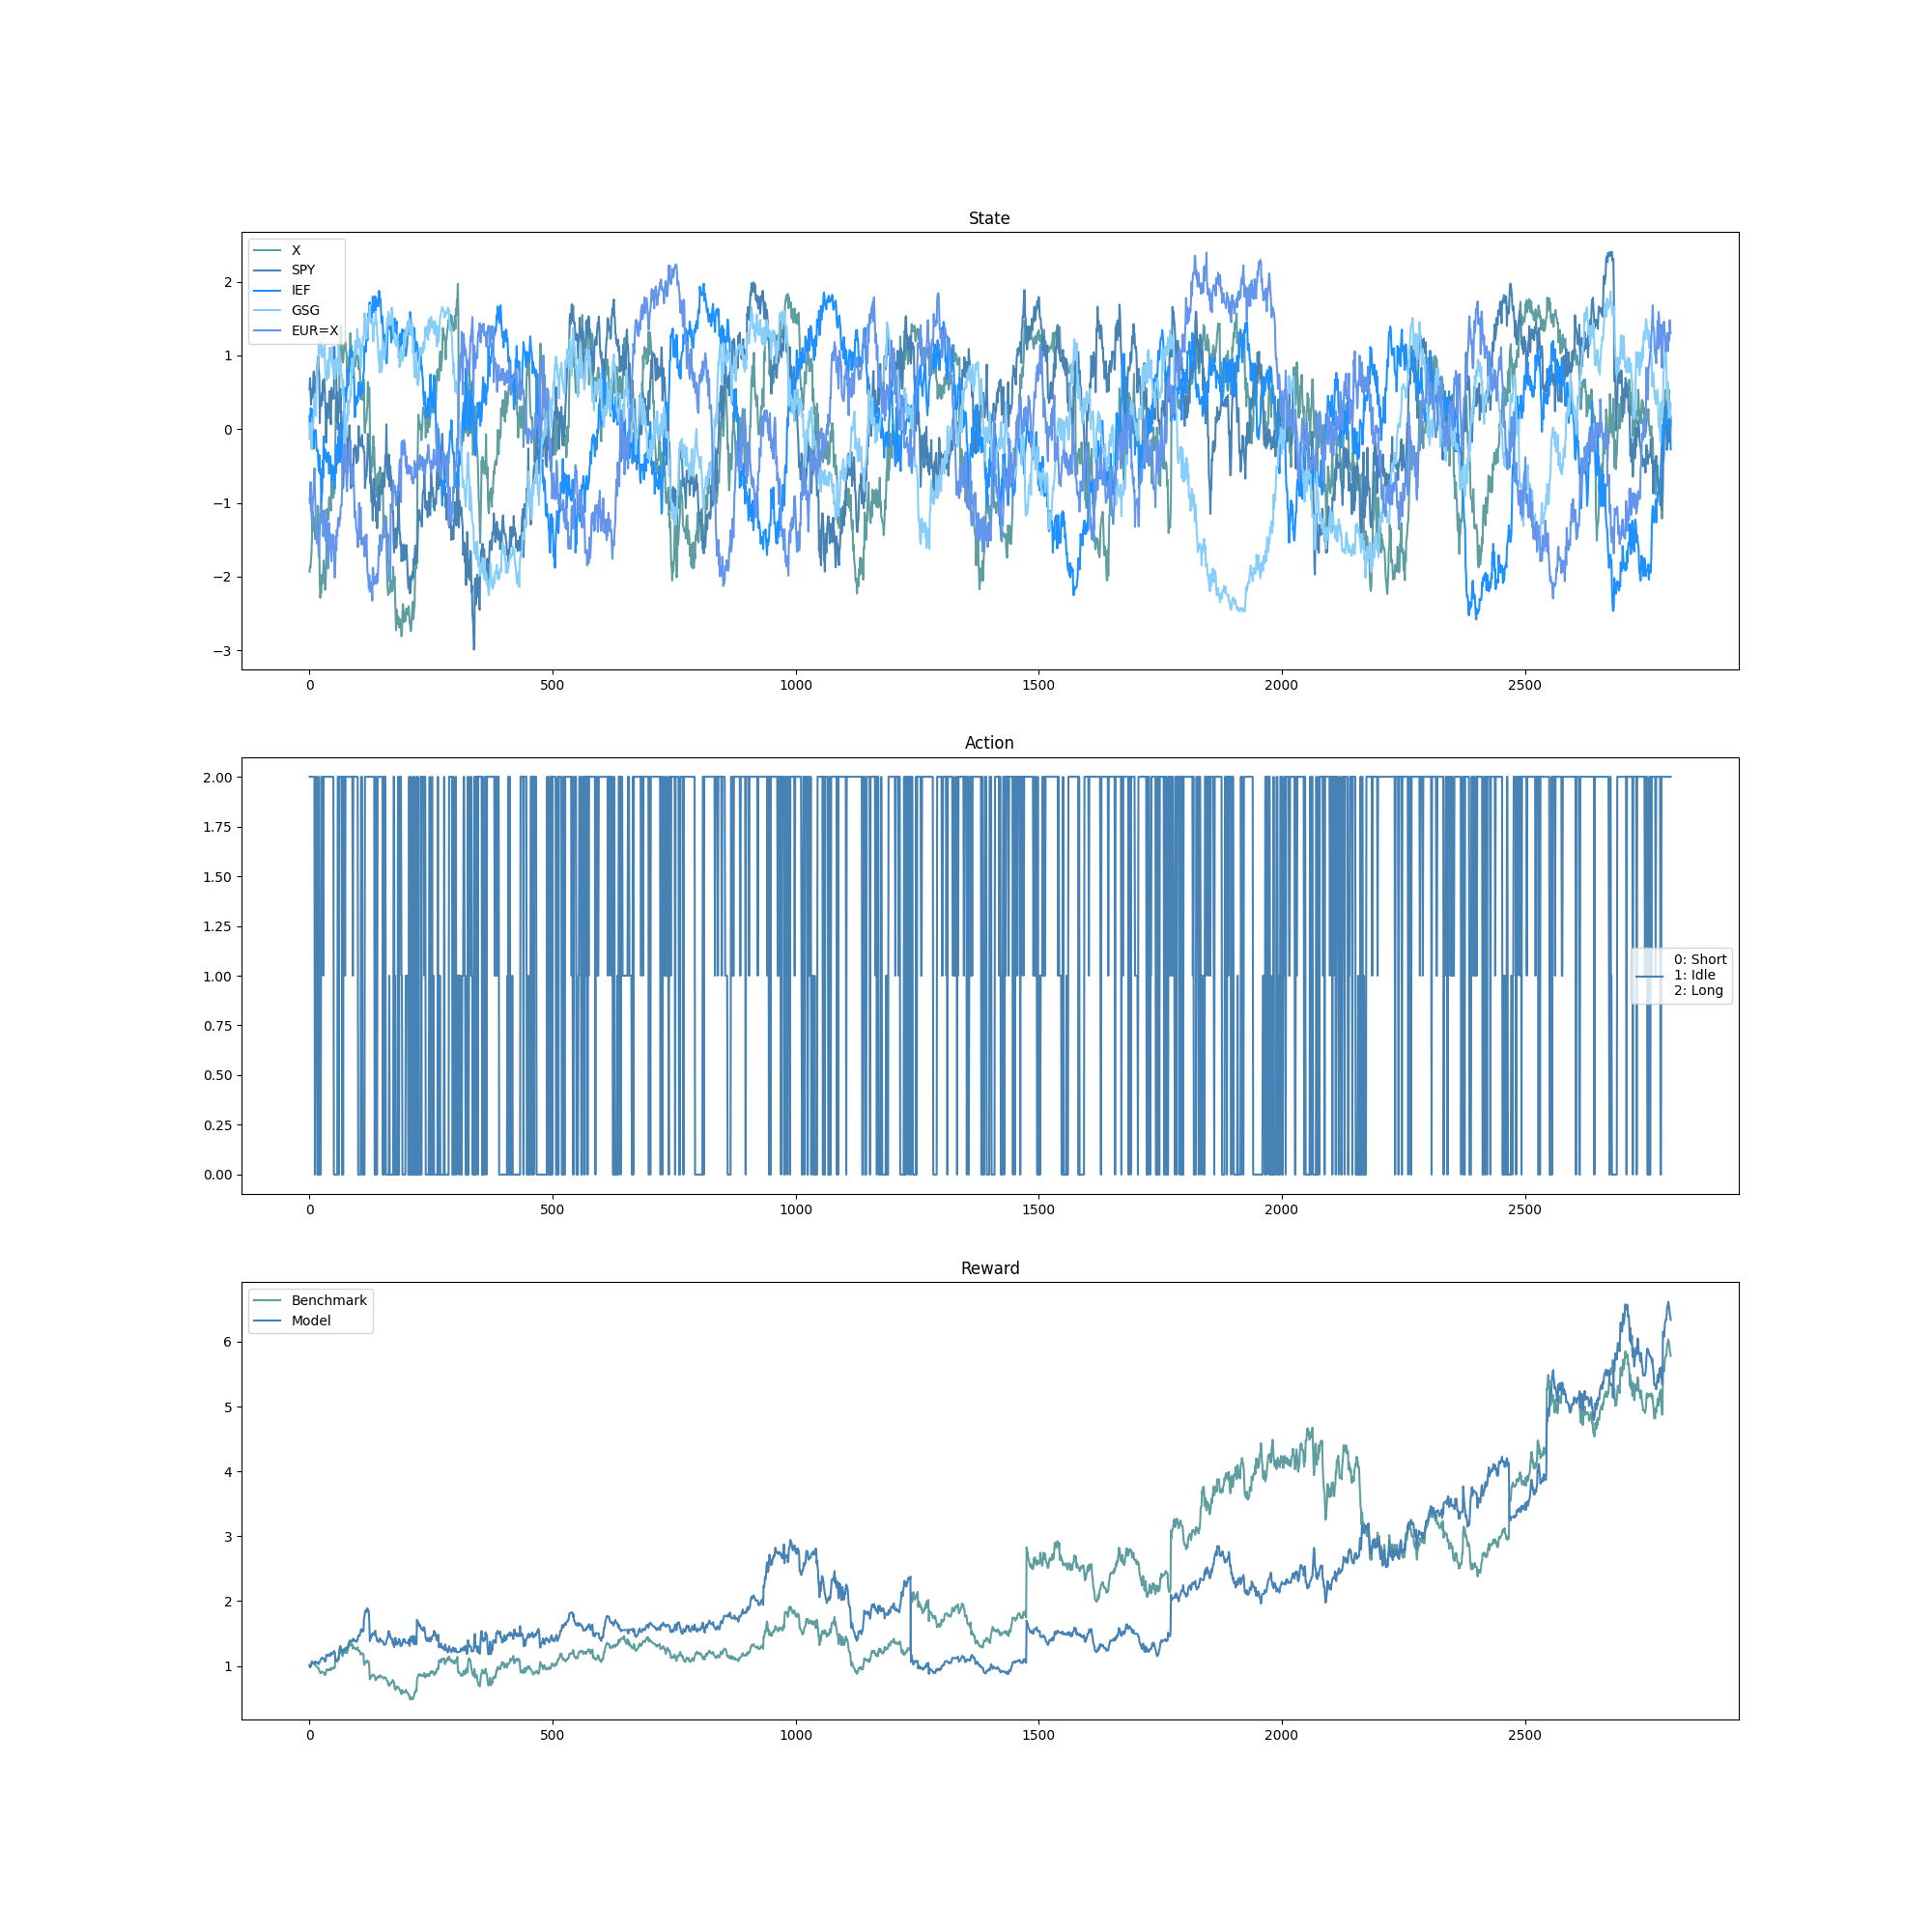 State
X
SPY
IEF
GSG
EUR=X
2
1
0
−1
−2
−3
0 500 1000 1500 2000 2500
Action
2.00
1.75
1.50
1.25
1.00
0.75
0.50
0.25
0.00
0: Short
1: Idle
2: Long
0 500 1000 1500 2000 2500
Reward
Benchmark
Model
6
5
4
3
2
1
0 500 1000 1500 2000 2500